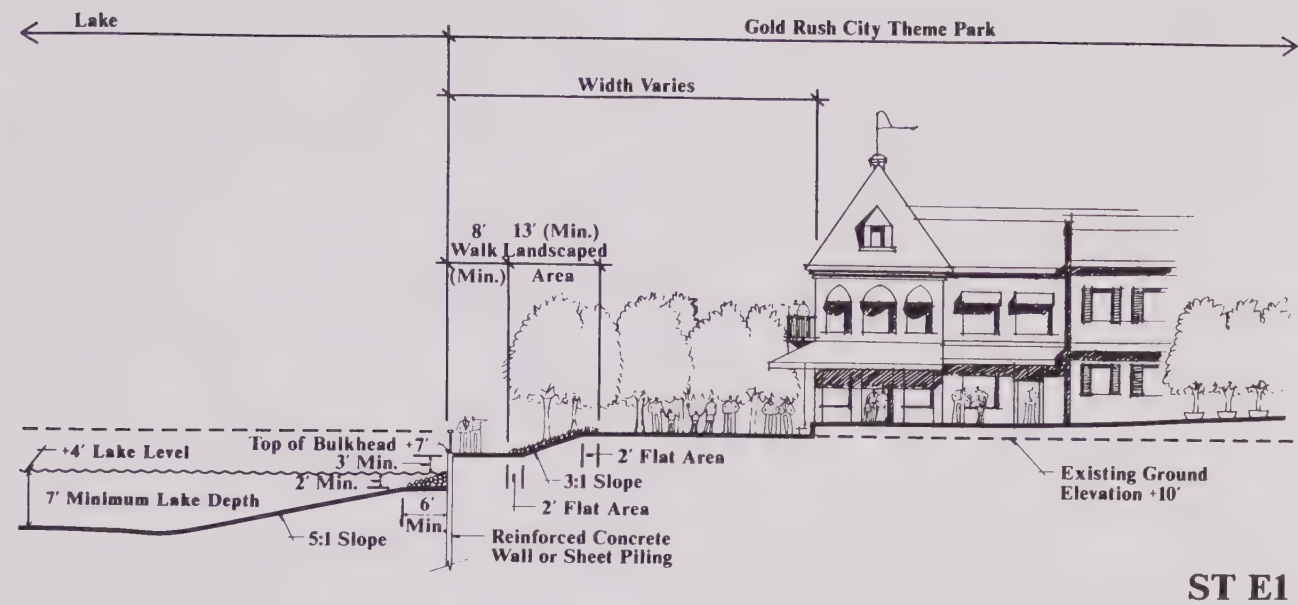 Lake
Gold Rush City Theme Park
Width Varies
8′ 13′ (Min.)
Walk Landscaped
(Min.) Area
Top of Bulkhead +7′
+4′ Lake Level
3′ Min.
2′ Min.
7′ Minimum Lake Depth
6′
Min.
5:1 Slope
2′ Flat Area
3:1 Slope
2′ Flat Area
Reinforced Concrete
Wall or Sheet Piling
Existing Ground
Elevation +10′
ST E1